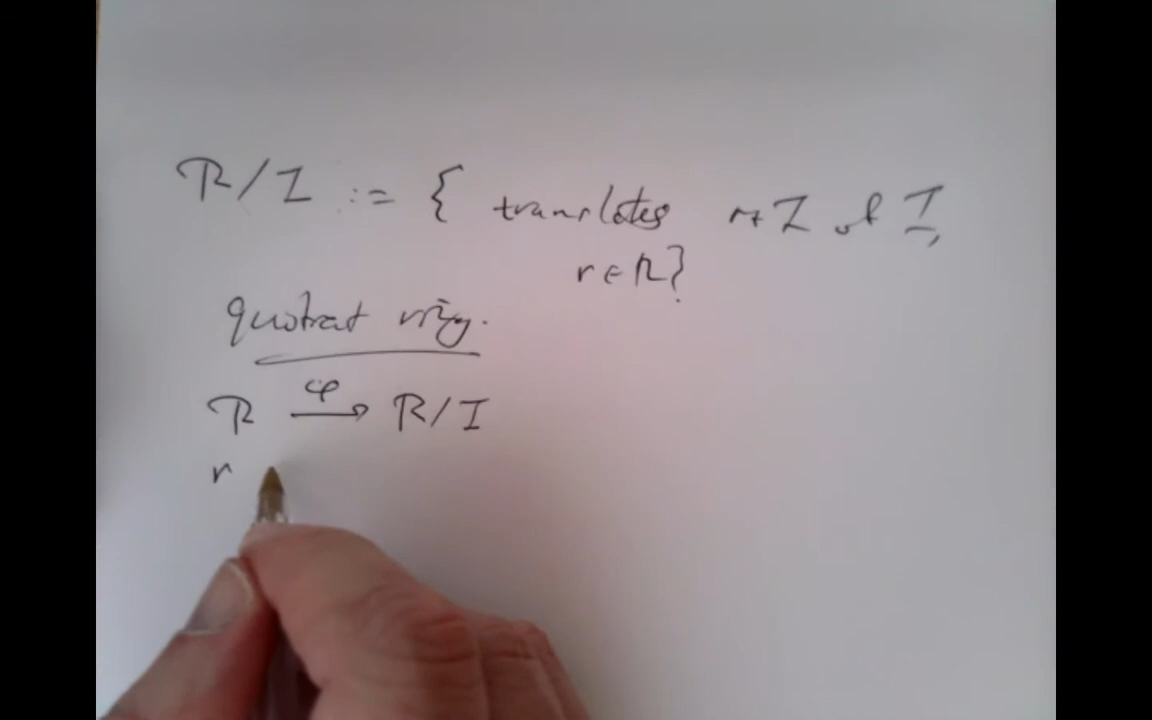 R/I := { translates r+I of I,
r ∈ R }
quotient ring.
R φ→ R/I
r